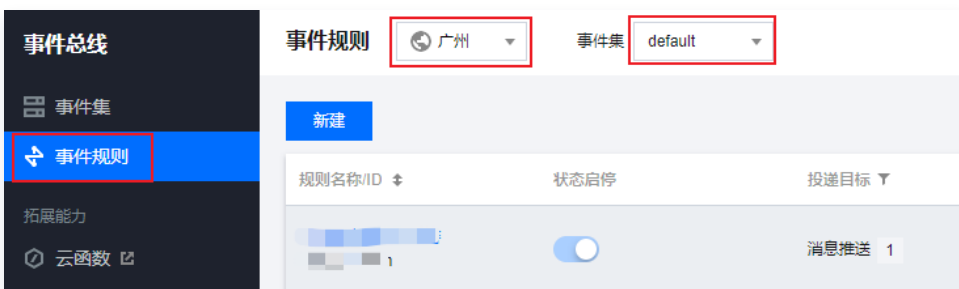 事件总线
事件规则 广州 事件集 default
事件集
新建
事件规则
规则名称/ID 状态启停 投递目标
拓展能力
云函数
消息推送 1